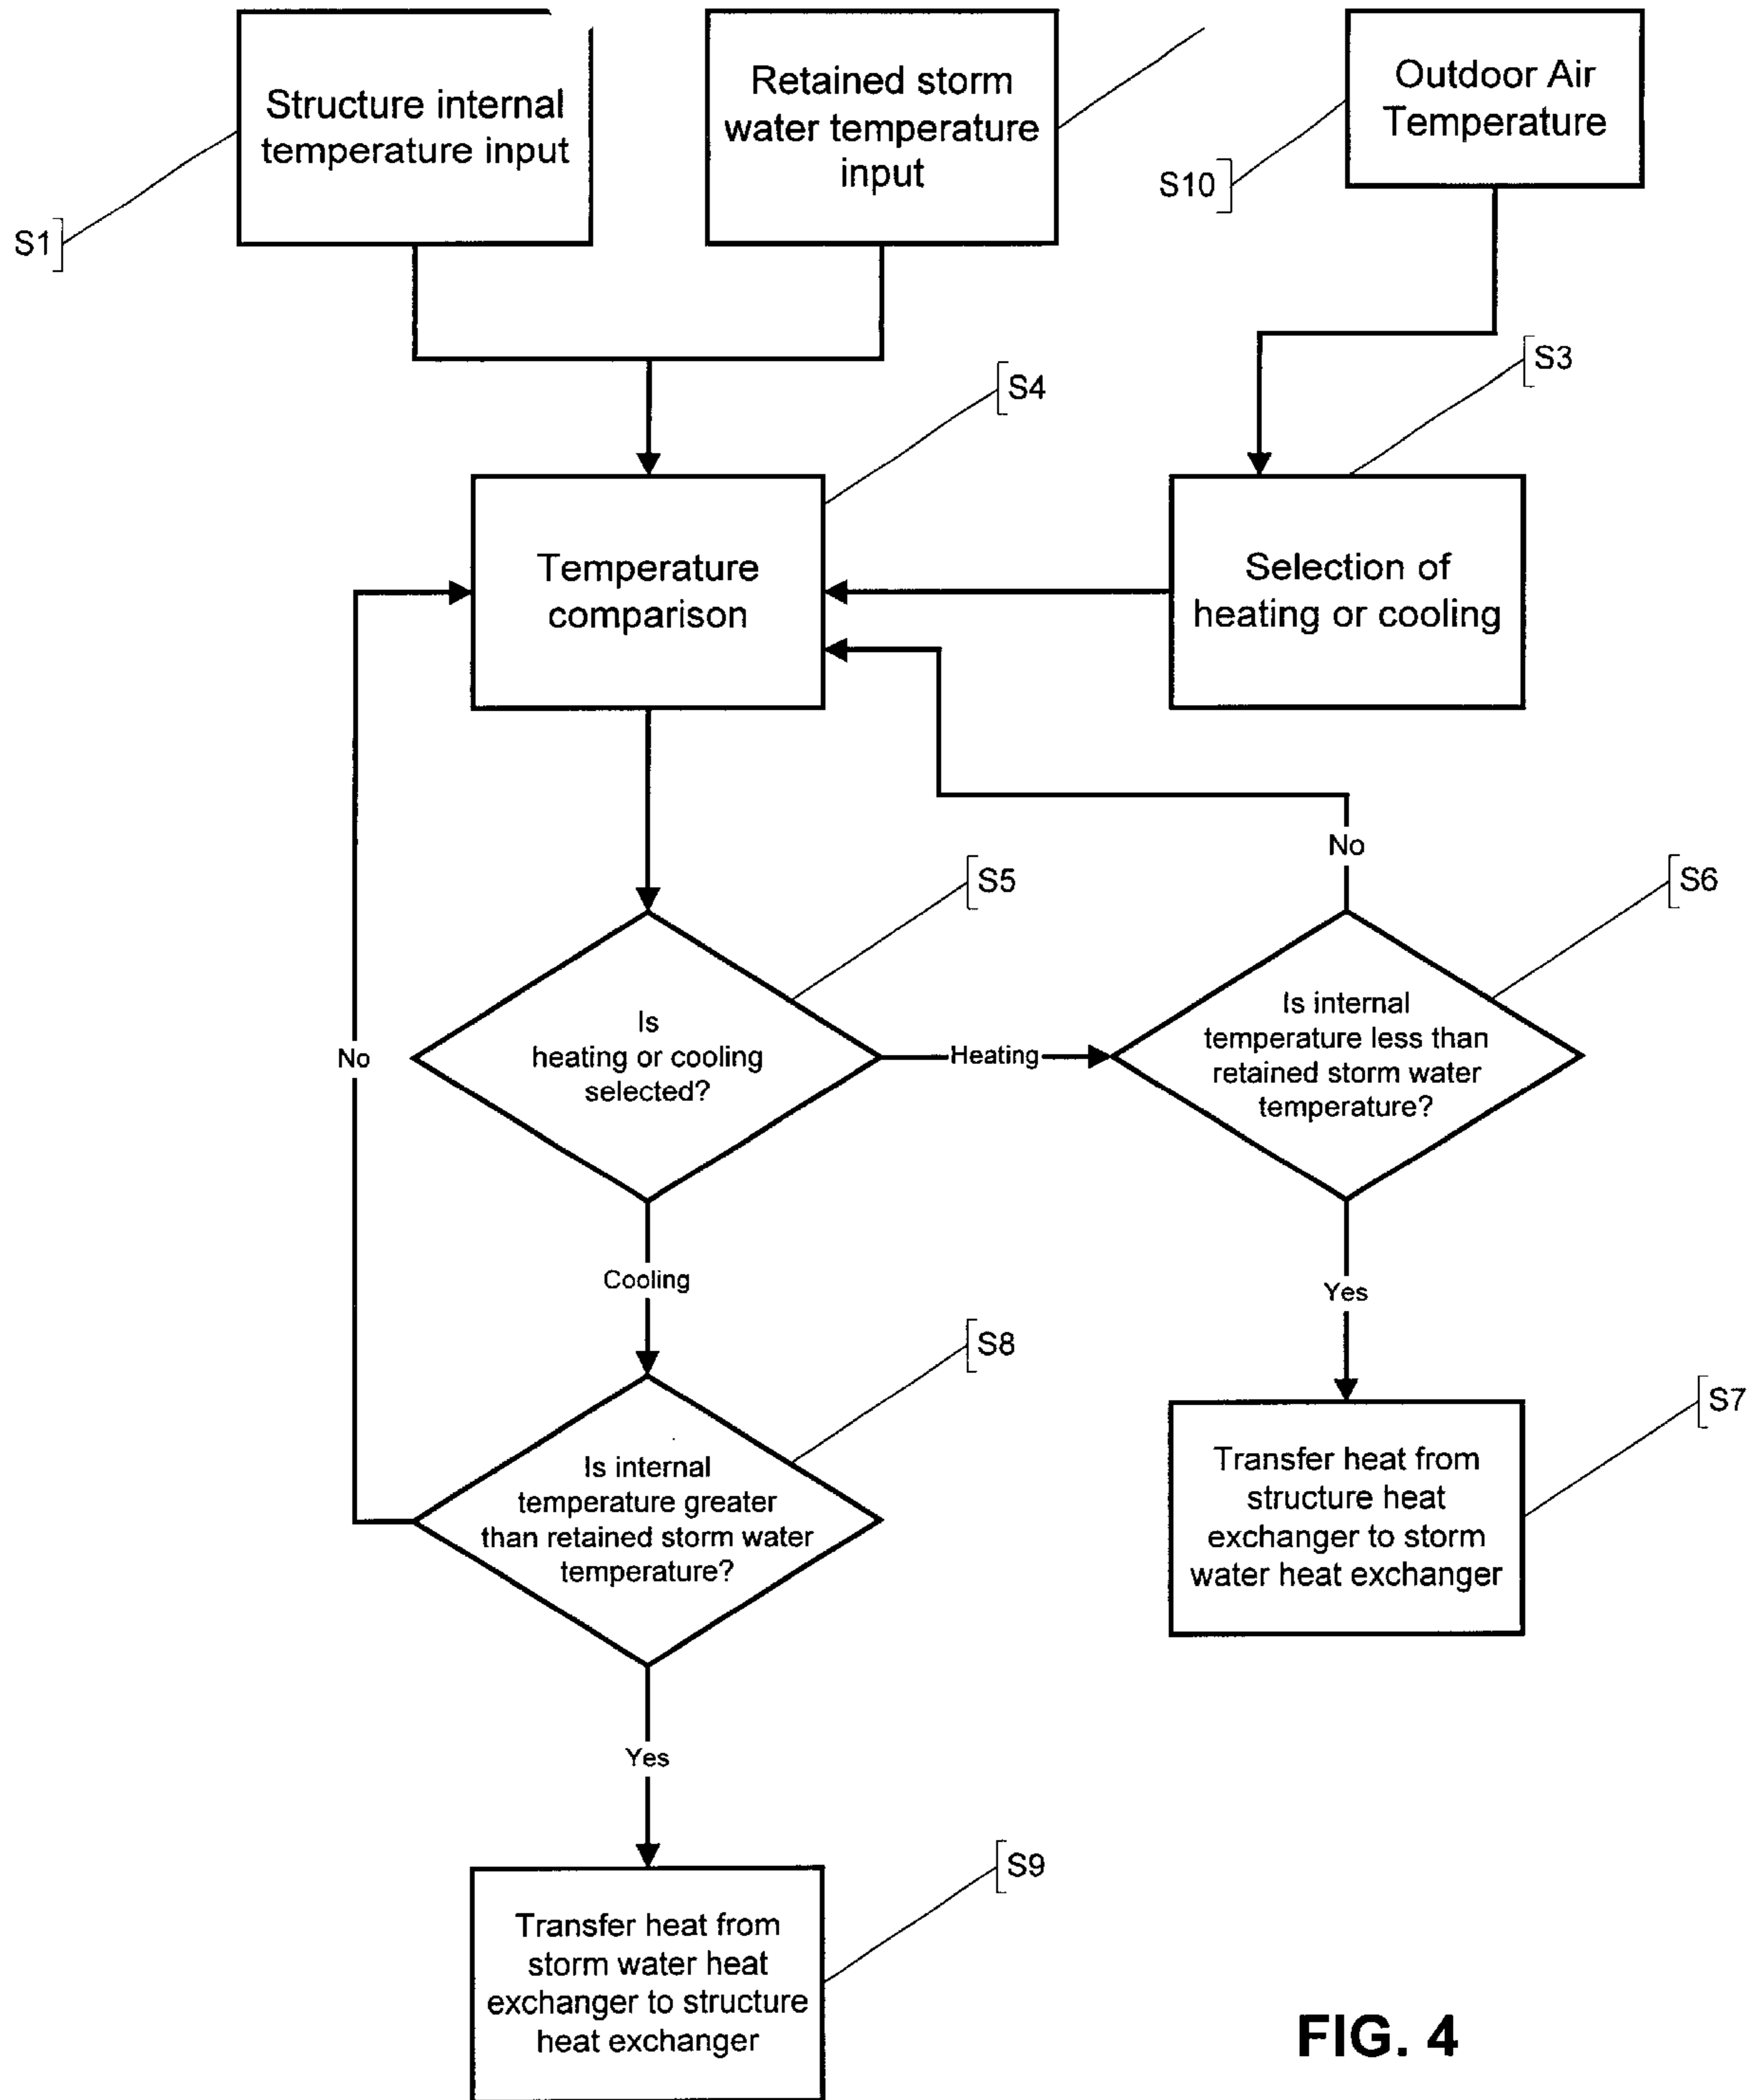 Structure internal
temperature input
Retained storm
water temperature
input
Outdoor Air
Temperature
S1
S10
S3
S4
Temperature
comparison
Selection of
heating or cooling
No
S5
S6
Is
heating or cooling
selected?
Heating
Is internal
temperature less than
retained storm water
temperature?
No
Cooling
Yes
S8
S7
Is internal
temperature greater
than retained storm water
temperature?
Transfer heat from
structure heat
exchanger to storm
water heat exchanger
Yes
S9
Transfer heat from
storm water heat
exchanger to structure
heat exchanger
FIG. 4